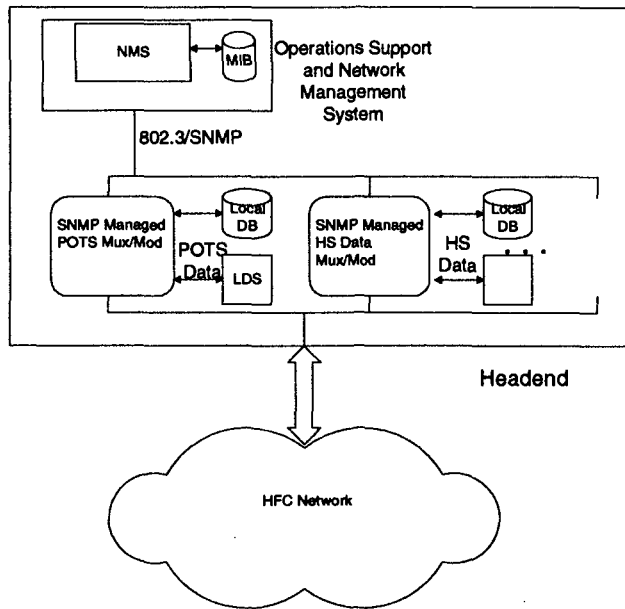 NMS
MIB
Operations Support
and Network
Management
System
802.3/SNMP
SNMP Managed
POTS Mux/Mod
Local
DB
POTS
Data
LDS
SNMP Managed
HS Data
Mux/Mod
Local
DB
HS
Data
. . .
Headend
HFC Network